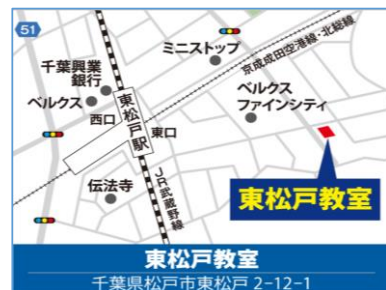 51
ミニストップ
京成成田空港線・北総線
千葉興業
銀行
ベルクス
西口
東松戸駅
東口
ベルクス
ファインシティ
伝法寺
JR武蔵野線
東松戸教室
東松戸教室
千葉県松戸市東松戸 2-12-1